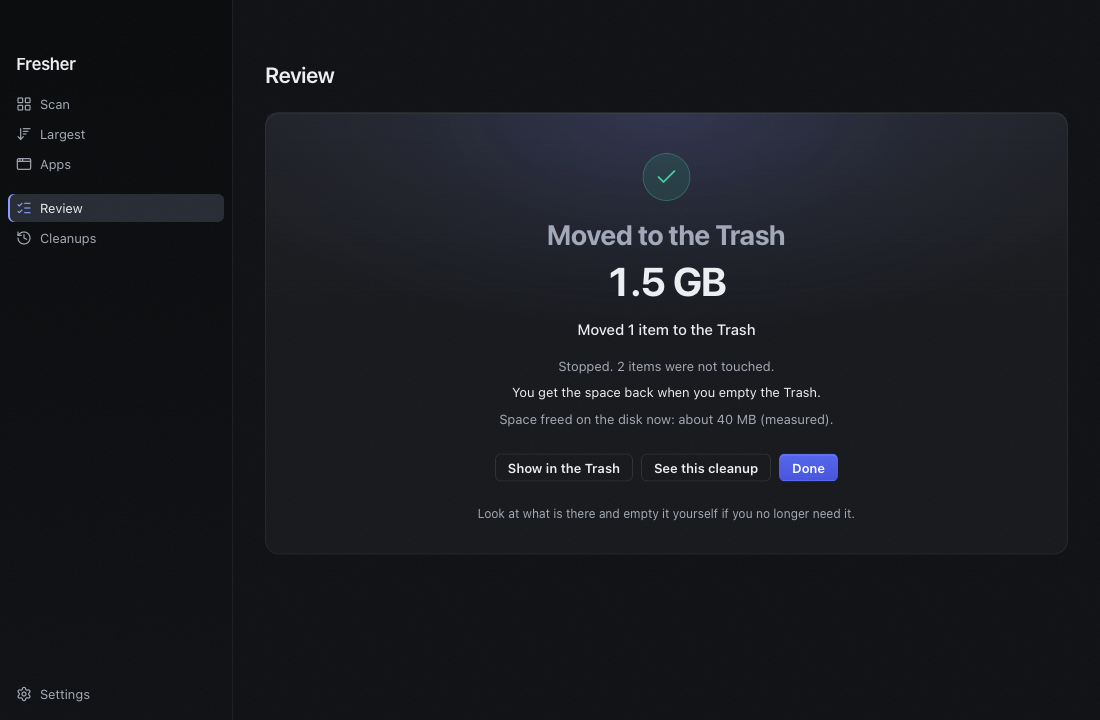 Fresher
Scan
Largest
Apps
Review
Cleanups
Settings
Review
Moved to the Trash
1.5 GB
Moved 1 item to the Trash
Stopped. 2 items were not touched.
You get the space back when you empty the Trash.
Space freed on the disk now: about 40 MB (measured).
Show in the Trash
See this cleanup
Done
Look at what is there and empty it yourself if you no longer need it.